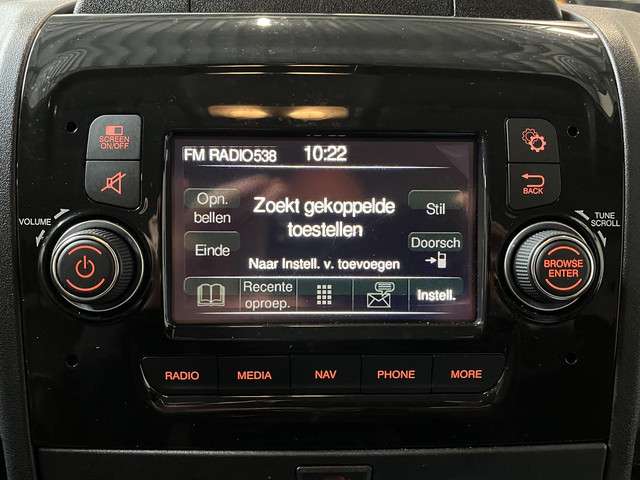 SCREEN
ON/OFF
VOLUME
FM RADIO538 10:22
Opn.
bellen
Zoekt gekoppelde
toestellen
Stil
Einde
Doorsch
Naar Instell. v. toevoegen
Recente
oproep.
Instell.
BACK
TUNE
SCROLL
BROWSE
ENTER
RADIO MEDIA NAV PHONE MORE